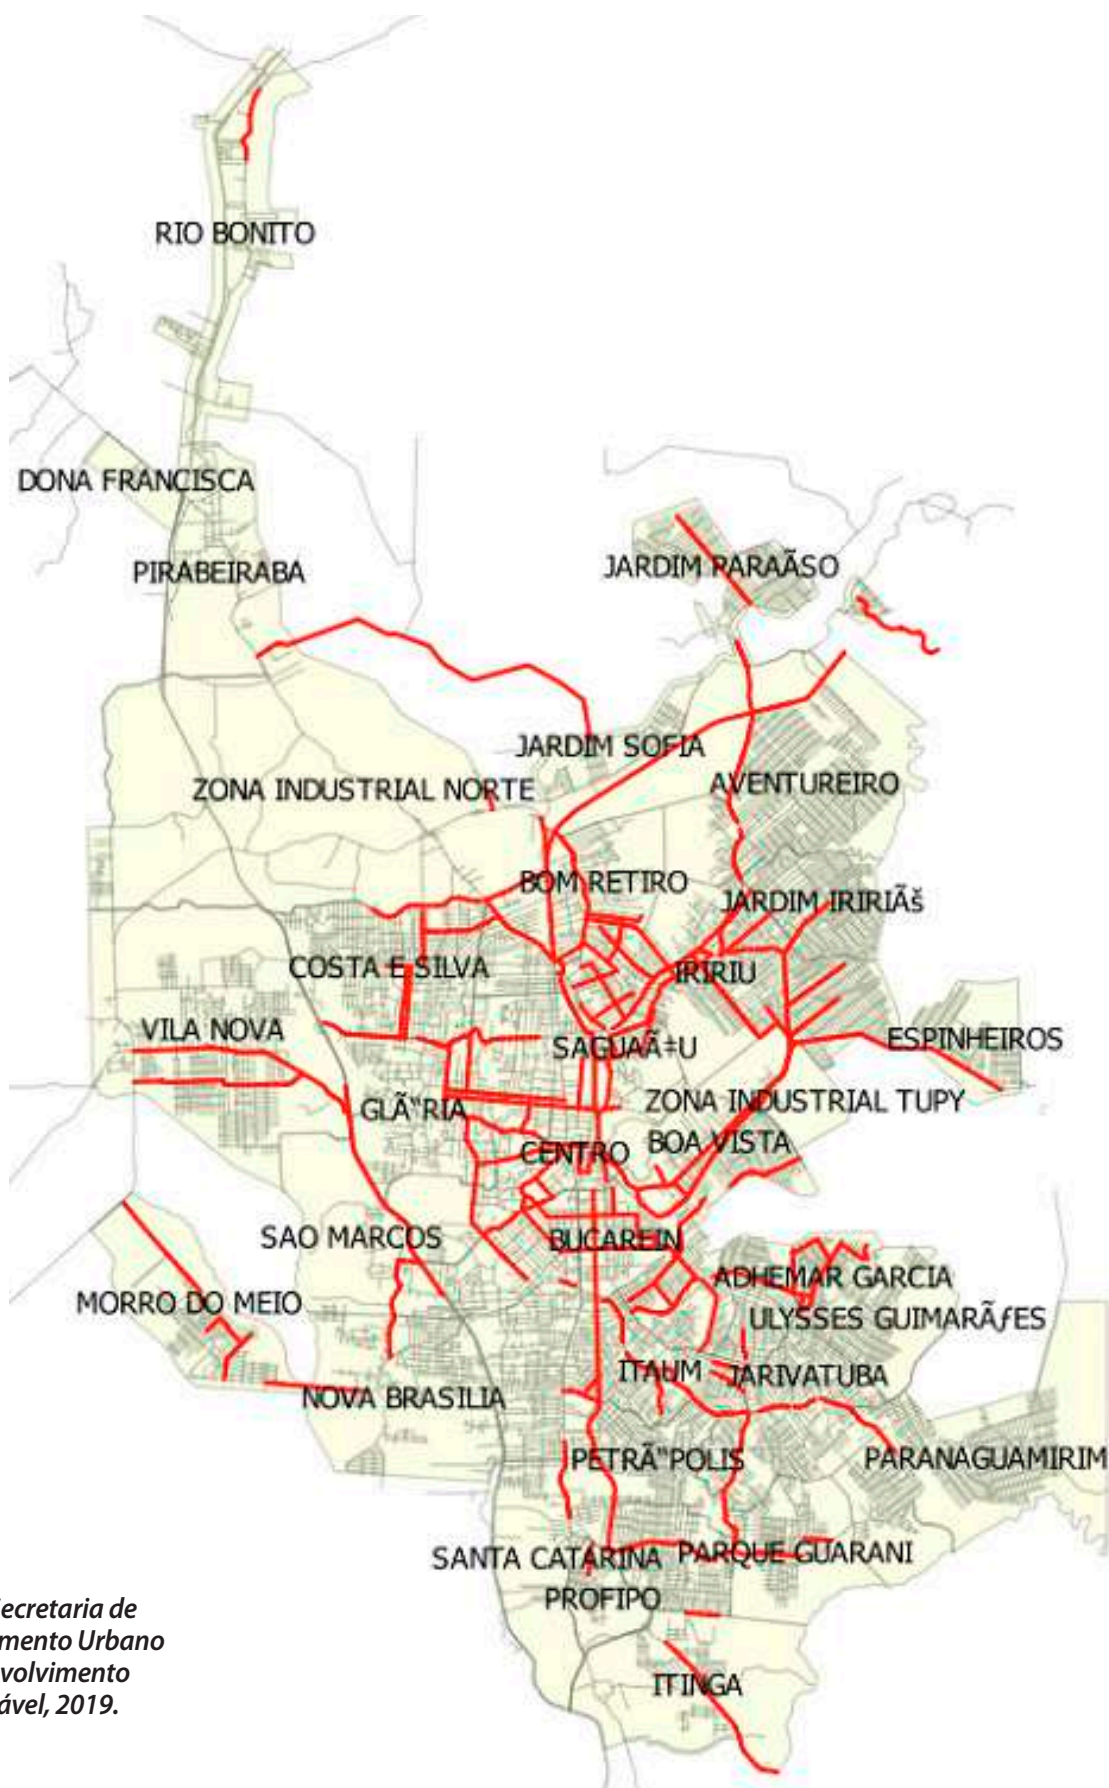 RIO BONITO
DONA FRANCISCA
PIRABEIRABA
JARDIM PARAÃSO
JARDIM SOFIA
ZONA INDUSTRIAL NORTE
AVENTUREIRO
BOM RETIRO
JARDIM IRIRIÃš
COSTA E SILVA
IRIRIU
VILA NOVA
SAGUAÃ‡U
ESPINHEIROS
GLÃ“RIA
ZONA INDUSTRIAL TUPY
CENTRO
BOA VISTA
SAO MARCOS
BUCAREIN
ADHEMAR GARCIA
MORRO DO MEIO
ULYSSES GUIMARÃƒES
ITAUM
JARIVATUBA
NOVA BRASILIA
PETRÃ“POLIS
PARANAGUAMIRIM
SANTA CATARINA
PARQUE GUARANI
PROFIPO
ITINGA
ecretaria de
mento Urbano
volvimento
ável, 2019.